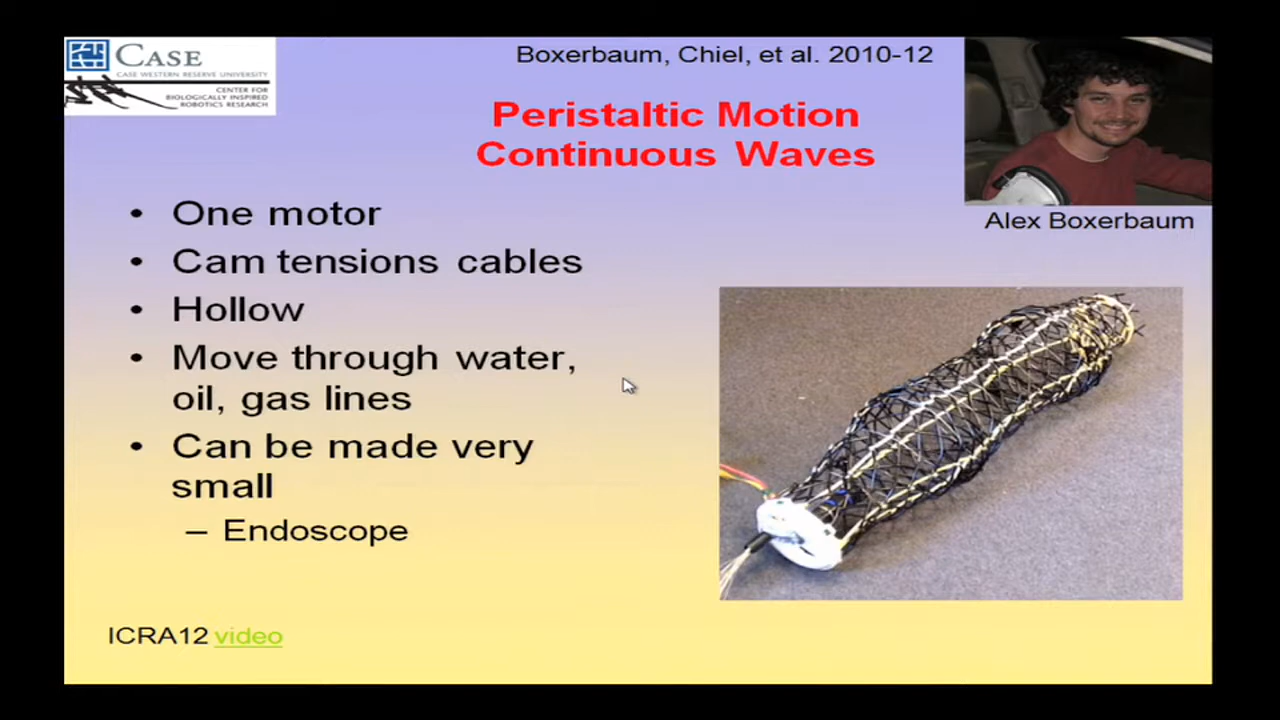 CASE
CASE WESTERN RESERVE UNIVERSITY
CENTER FOR
BIOLOGICALLY INSPIRED
ROBOTICS RESEARCH
Boxerbaum, Chiel, et al. 2010-12
Peristaltic Motion
Continuous Waves
Alex Boxerbaum
• One motor
• Cam tensions cables
• Hollow
• Move through water,
oil, gas lines
• Can be made very
small
– Endoscope
ICRA12 video